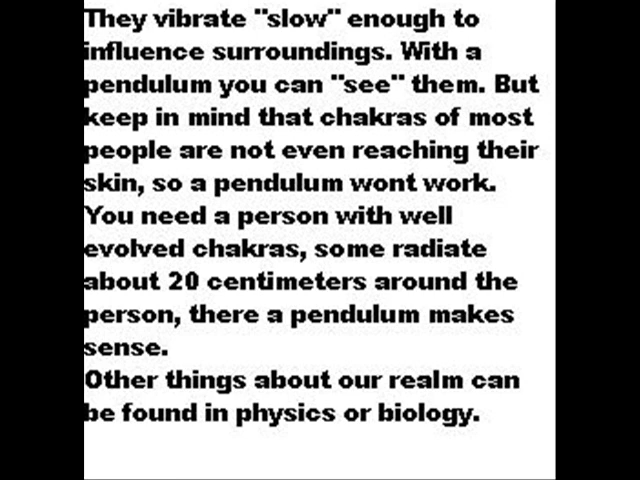 They vibrate "slow" enough to
influence surroundings. With a
pendulum you can "see" them. But
keep in mind that chakras of most
people are not even reaching their
skin, so a pendulum wont work.
You need a person with well
evolved chakras, some radiate
about 20 centimeters around the
person, there a pendulum makes
sense.
Other things about our realm can
be found in physics or biology.